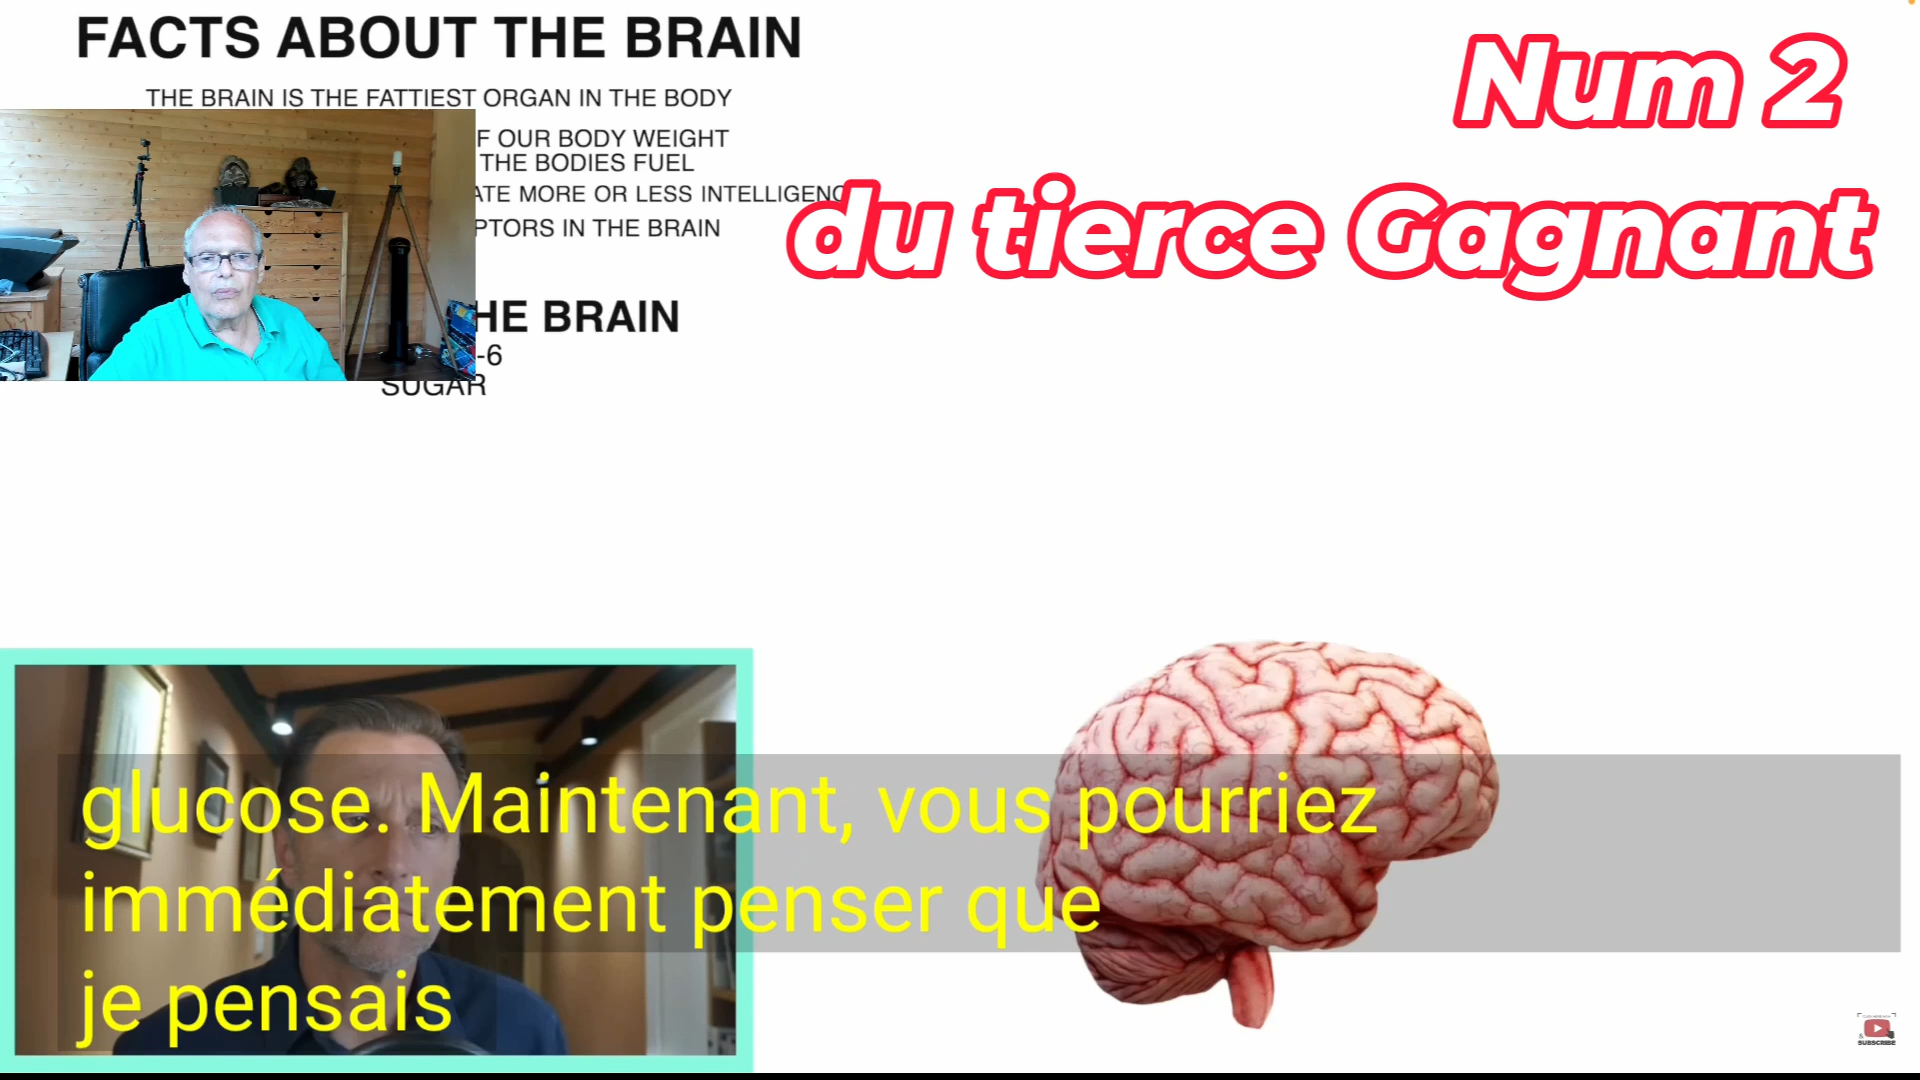 FACTS ABOUT THE BRAIN
THE BRAIN IS THE FATTIEST ORGAN IN THE BODY
F OUR BODY WEIGHT
THE BODIES FUEL
ATE MORE OR LESS INTELLIGENC
PTORS IN THE BRAIN
HE BRAIN
-6
SUGAR
Num 2
du tierce Gagnant
glucose. Maintenant, vous pourriez
immédiatement penser que
je pensais
SUBSCRIBE